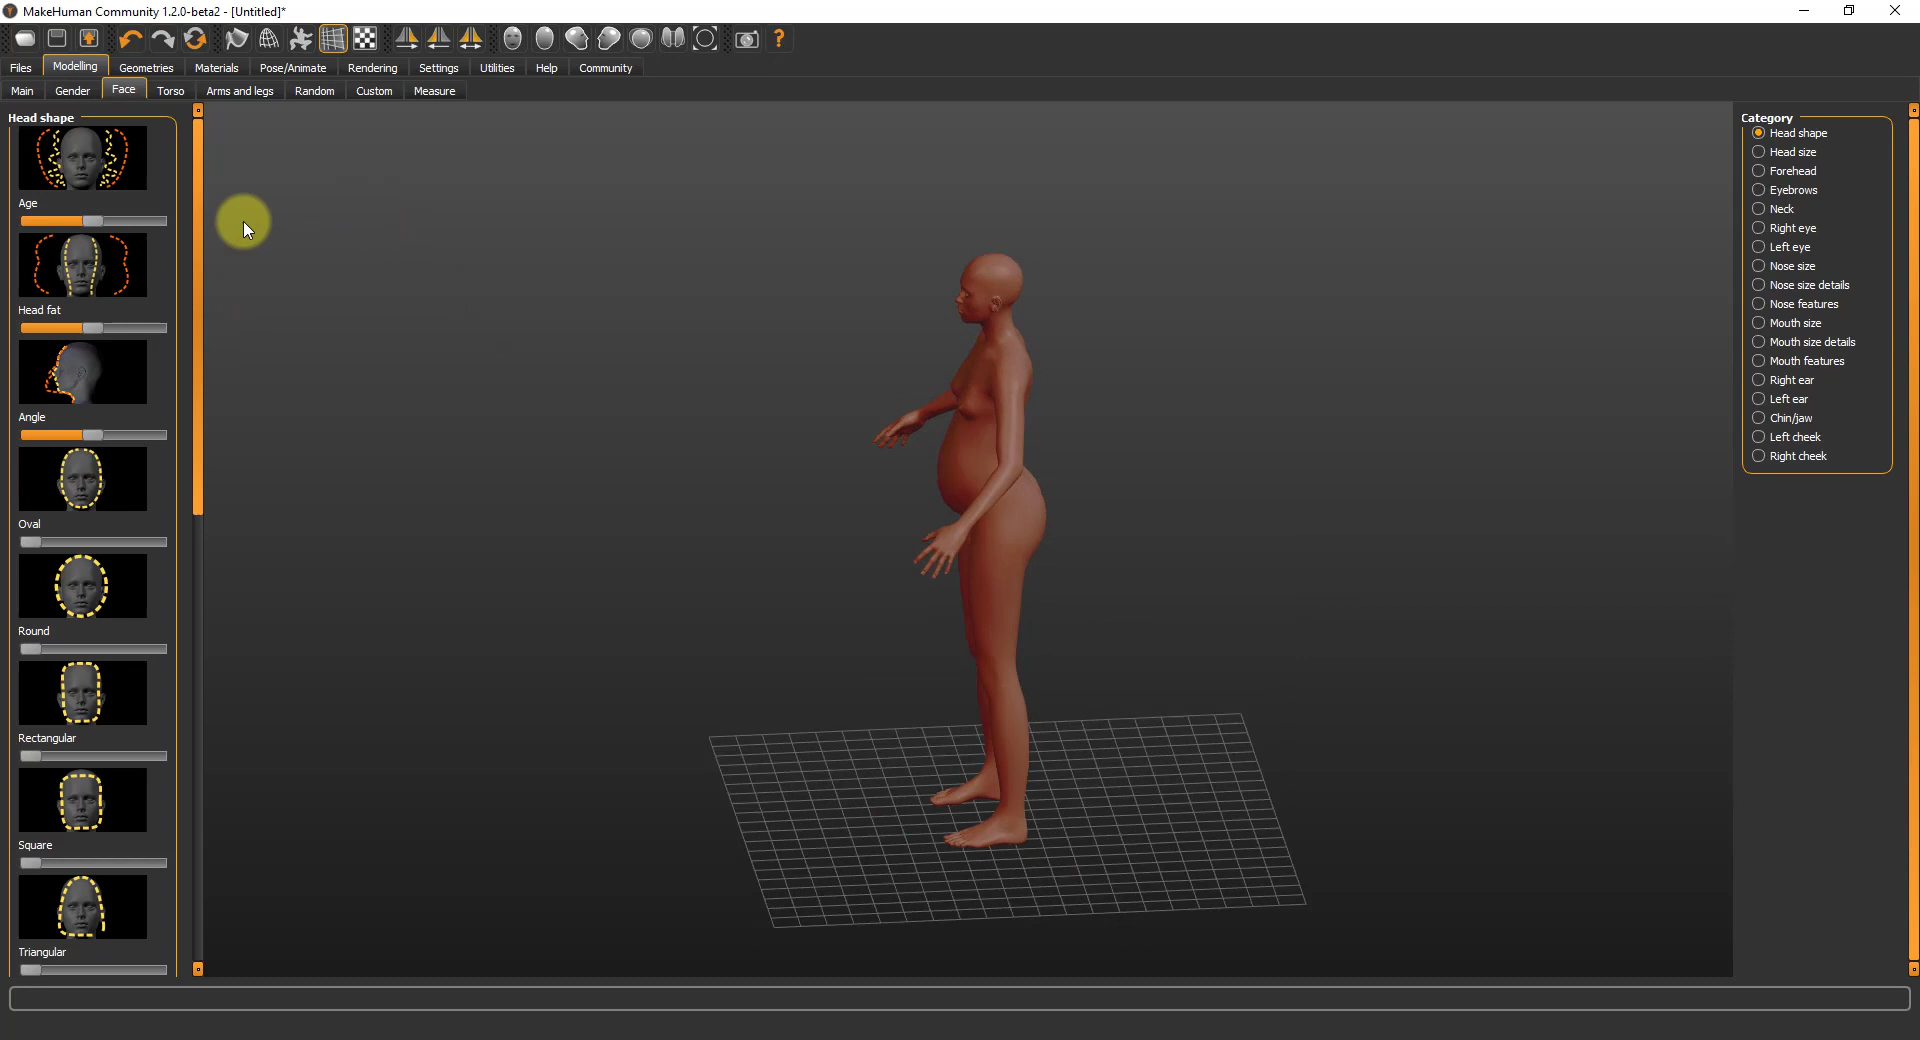 MakeHuman Community 1.2.0-beta2 - [Untitled]*
Files Modelling Geometries Materials Pose/Animate Rendering Settings Utilities Help Community
Main Gender Face Torso Arms and legs Random Custom Measure
Head shape
Age
Head fat
Angle
Oval
Round
Rectangular
Square
Triangular
Category
Head shape
Head size
Forehead
Eyebrows
Neck
Right eye
Left eye
Nose size
Nose size details
Nose features
Mouth size
Mouth size details
Mouth features
Right ear
Left ear
Chin/jaw
Left cheek
Right cheek